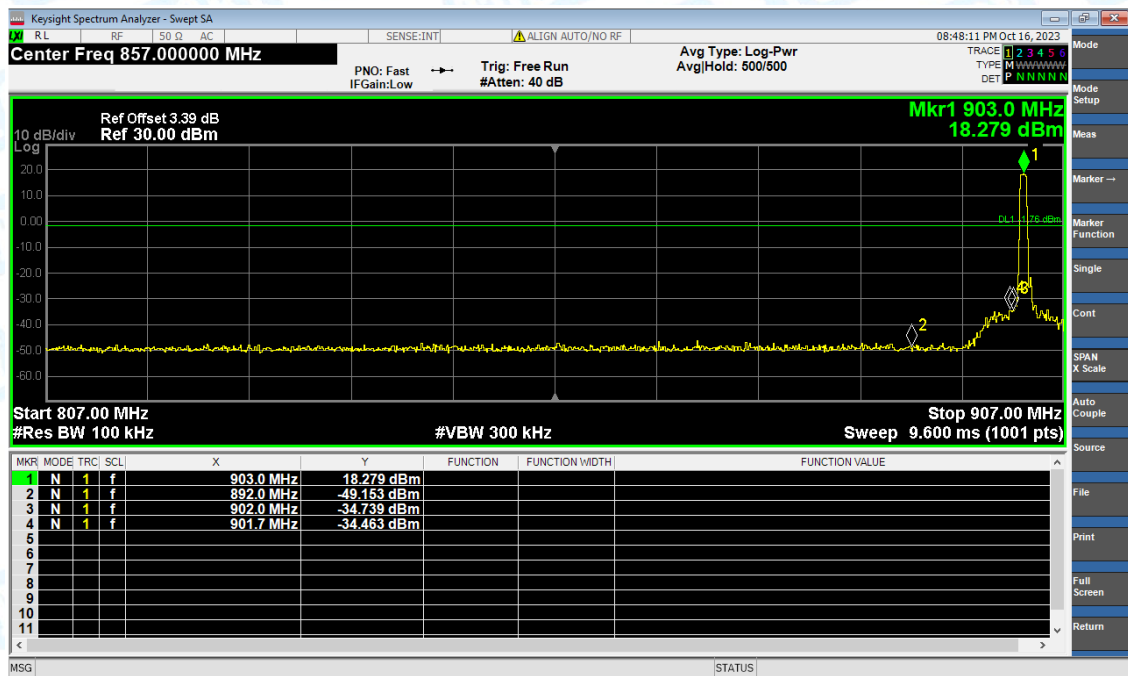 Keysight Spectrum Analyzer - Swept SA
LXI RL RF 50 Ω AC SENSE:INT ALIGN AUTO/NO RF 08:48:11 PM Oct 16, 2023
Center Freq 857.000000 MHz
PNO: Fast
IFGain:Low
Trig: Free Run
#Atten: 40 dB
Avg Type: Log-Pwr
Avg|Hold: 500/500
TRACE 1 2 3 4 5 6
TYPE M W W W W W
DET P N N N N N
Mkr1 903.0 MHz
18.279 dBm
Ref Offset 3.39 dB
10 dB/div Ref 30.00 dBm
Log
20.0
10.0
0.00
-10.0
-20.0
-30.0
-40.0
-50.0
-60.0
1
DL1 -1.76 dBm
2
Start 807.00 MHz Stop 907.00 MHz
#Res BW 100 kHz #VBW 300 kHz Sweep 9.600 ms (1001 pts)
MKR MODE TRC SCL X Y FUNCTION FUNCTION WIDTH FUNCTION VALUE
1 N 1 f 903.0 MHz 18.279 dBm
2 N 1 f 892.0 MHz -49.153 dBm
3 N 1 f 902.0 MHz -34.739 dBm
4 N 1 f 901.7 MHz -34.463 dBm
5
6
7
8
9
10
11
MSG STATUS
Mode
Mode
Setup
Meas
Marker →
Marker
Function
Single
Cont
SPAN
X Scale
Auto
Couple
Source
File
Print
Full
Screen
Return